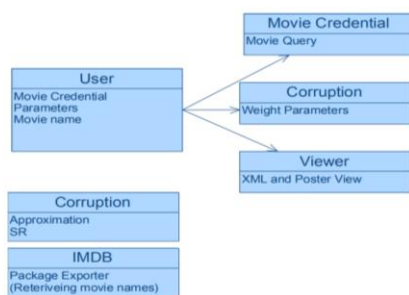 Movie Credential
Movie Query
User
Movie Credential
Parameters
Movie name
Corruption
Weight Parameters
Viewer
XML and Poster View
Corruption
Approximation
SR
IMDB
Package Exporter
(Reteriveing movie names)